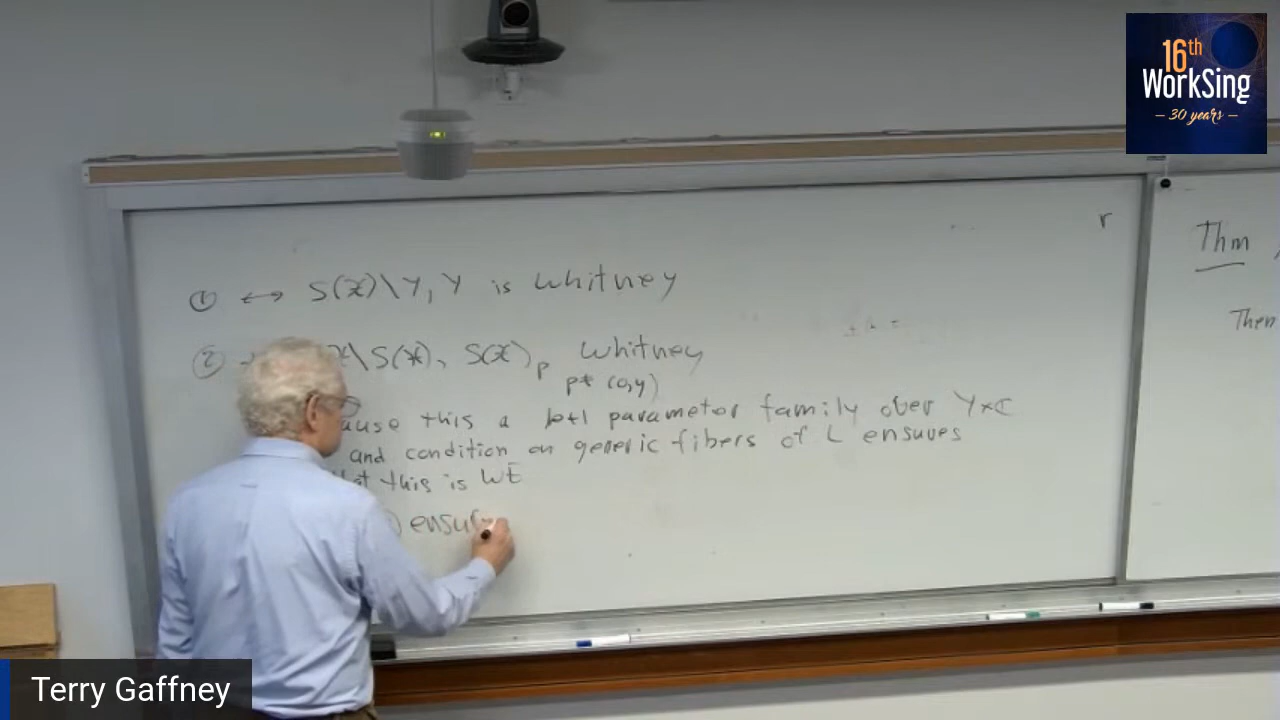 16th
WorkSing
— 30 years —
r
Thm
Then
① ↔ S(X)\Y, Y is Whitney
② \S(X), S(X)p Whitney
p≠ (0,y)
this a k+1 parameter family over Y×C
and condition on generic fibers of L ensures
this is WE
Terry Gaffney